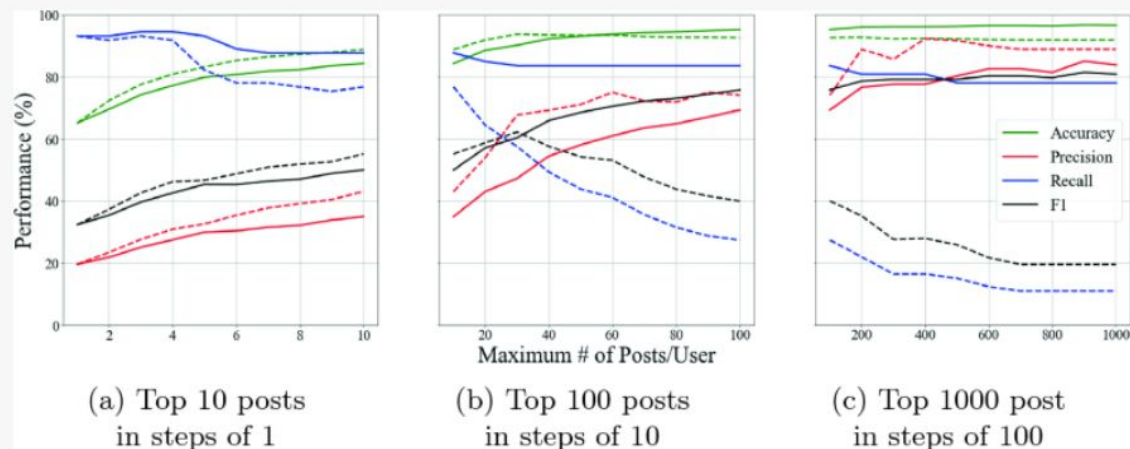 100
80
60
40
20
0
Performance (%)
2 4 6 8 10
20 40 60 80 100
200 400 600 800 1000
Accuracy
Precision
Recall
F1
Maximum # of Posts/User
(a) Top 10 posts
in steps of 1
(b) Top 100 posts
in steps of 10
(c) Top 1000 post
in steps of 100